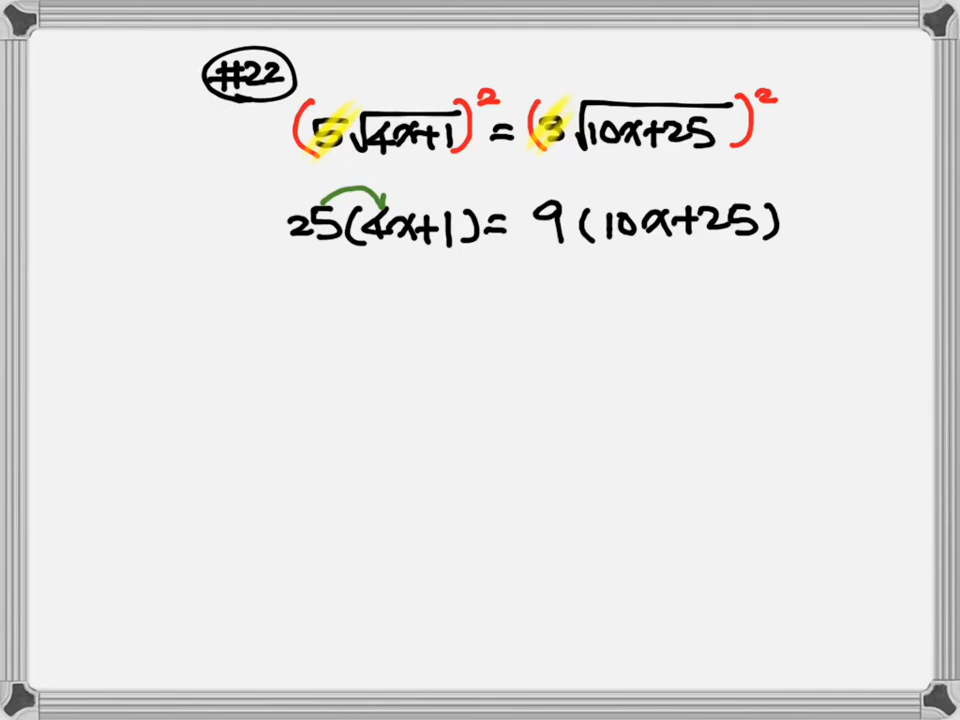 #22
(5√(4x+1))² = (3√(10x+25))²
25(4x+1) = 9(10x+25)